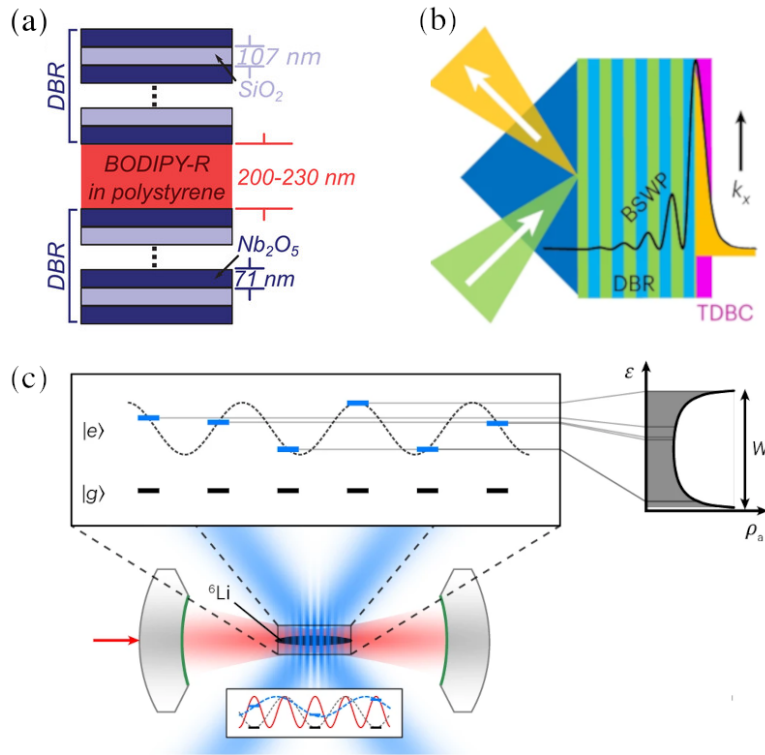 (a)
DBR
107 nm
SiO₂
BODIPY-R
in polystyrene
200-230 nm
DBR
Nb₂O₅
71 nm
(b)
BSWP
DBR
TDBC
kₓ
(c)
|e⟩
|g⟩
ε
W
ρₐ
⁶Li